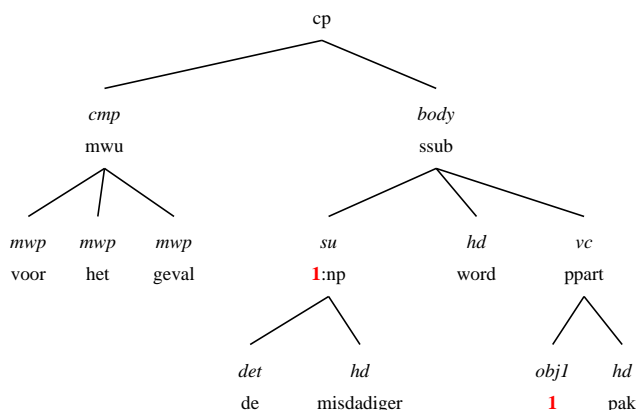 cp
cmp body
mwu ssub
mwp mwp mwp su hd vc
voor het geval 1:np word ppart
det hd obj1 hd
de misdadiger 1 pak